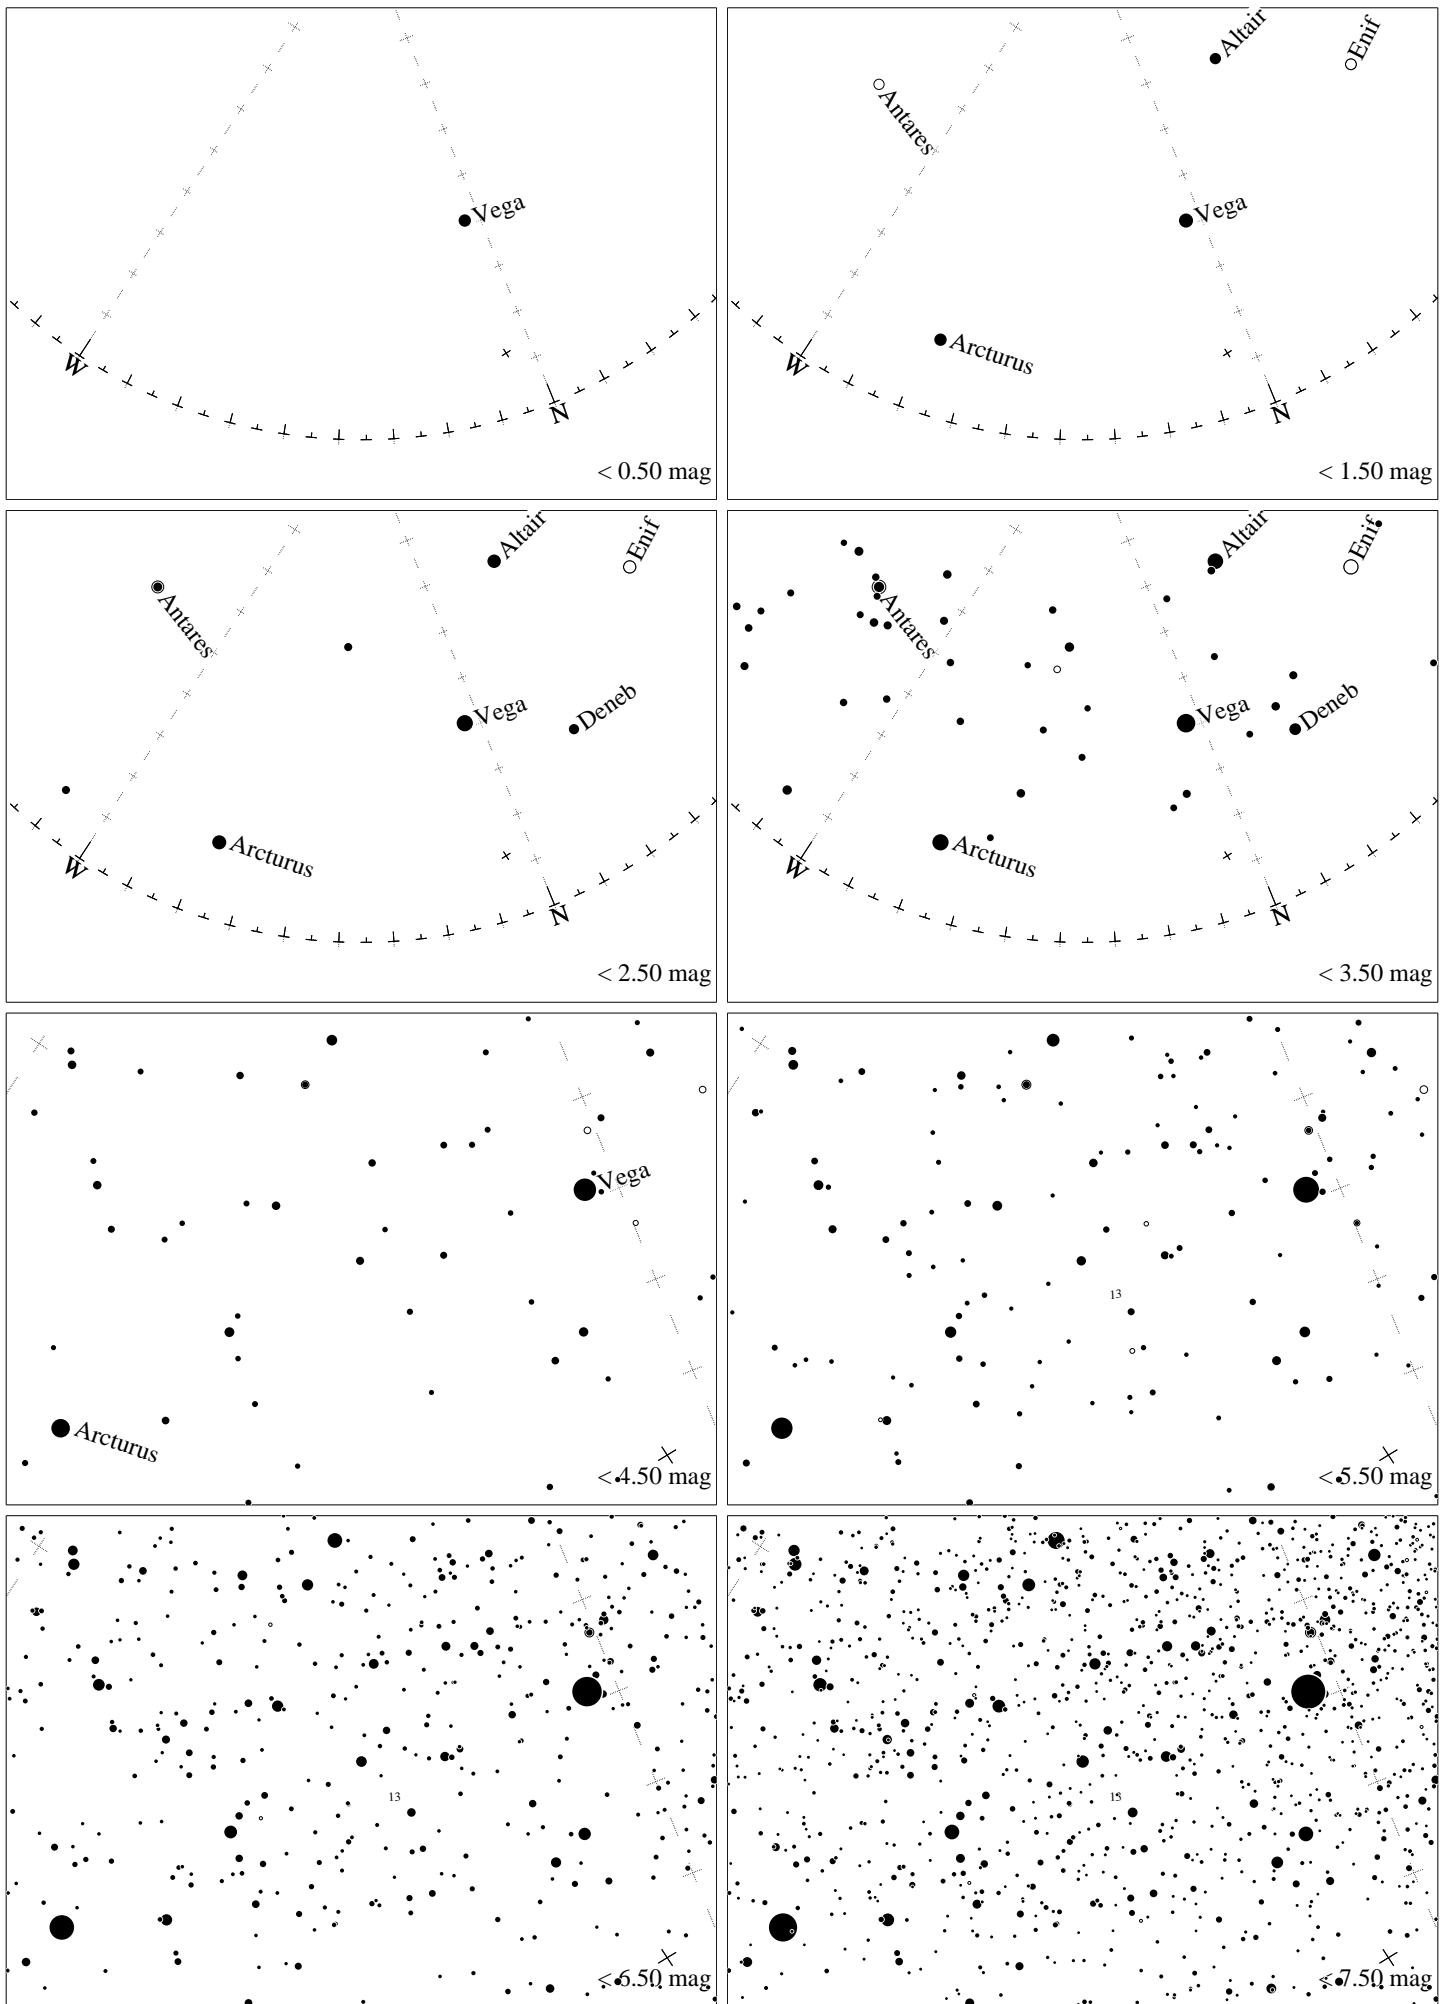 Vega
W
N
< 0.50 mag
Altair
Enif
Antares
Vega
Arcturus
W
N
< 1.50 mag
Altair
Enif
Antares
Vega
Deneb
Arcturus
W
N
< 2.50 mag
Altair
Enif
Antares
Vega
Deneb
Arcturus
W
N
< 3.50 mag
Vega
Arcturus
< 4.50 mag
13
< 5.50 mag
13
< 6.50 mag
13
< 7.50 mag